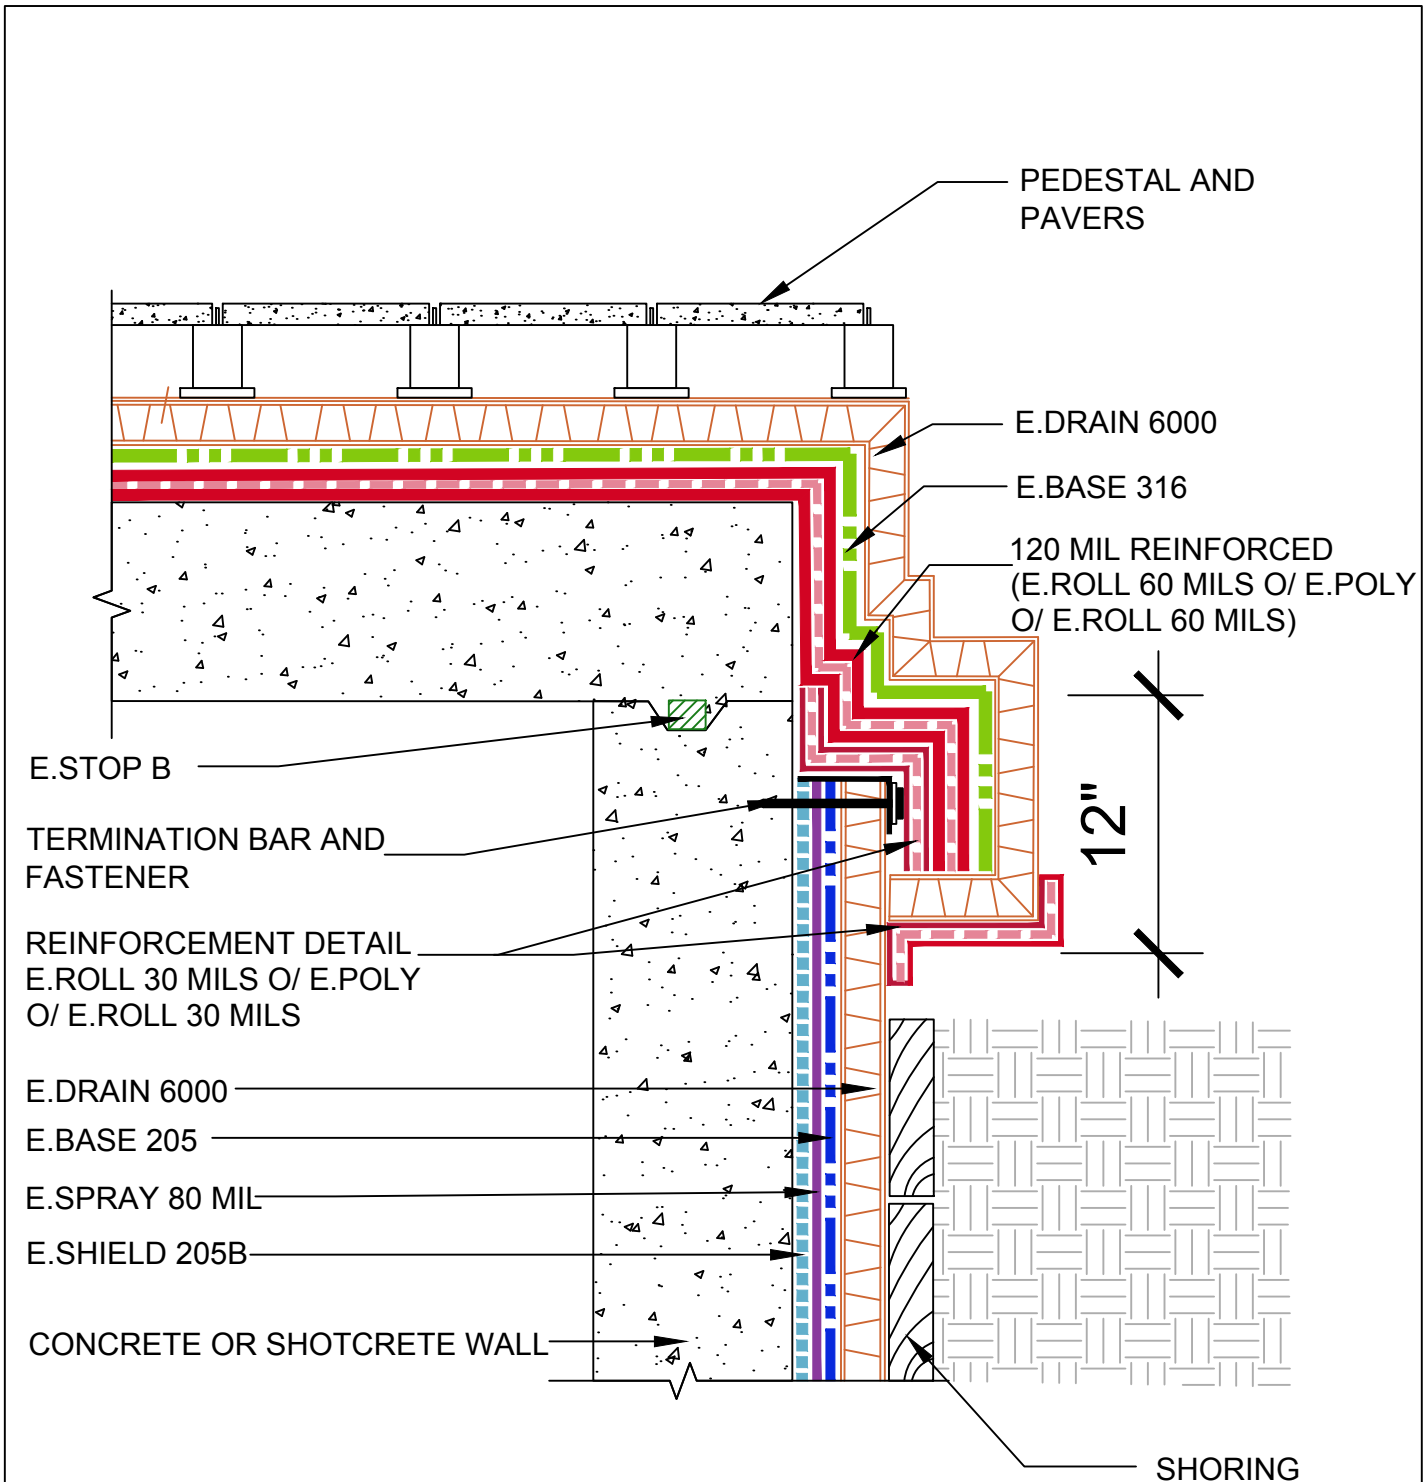 PEDESTAL AND
PAVERS
E.DRAIN 6000
E.BASE 316
120 MIL REINFORCED
(E.ROLL 60 MILS O/ E.POLY
O/ E.ROLL 60 MILS)
12"
E.STOP B
TERMINATION BAR AND
FASTENER
REINFORCEMENT DETAIL
E.ROLL 30 MILS O/ E.POLY
O/ E.ROLL 30 MILS
E.DRAIN 6000
E.BASE 205
E.SPRAY 80 MIL
E.SHIELD 205B
CONCRETE OR SHOTCRETE WALL
SHORING